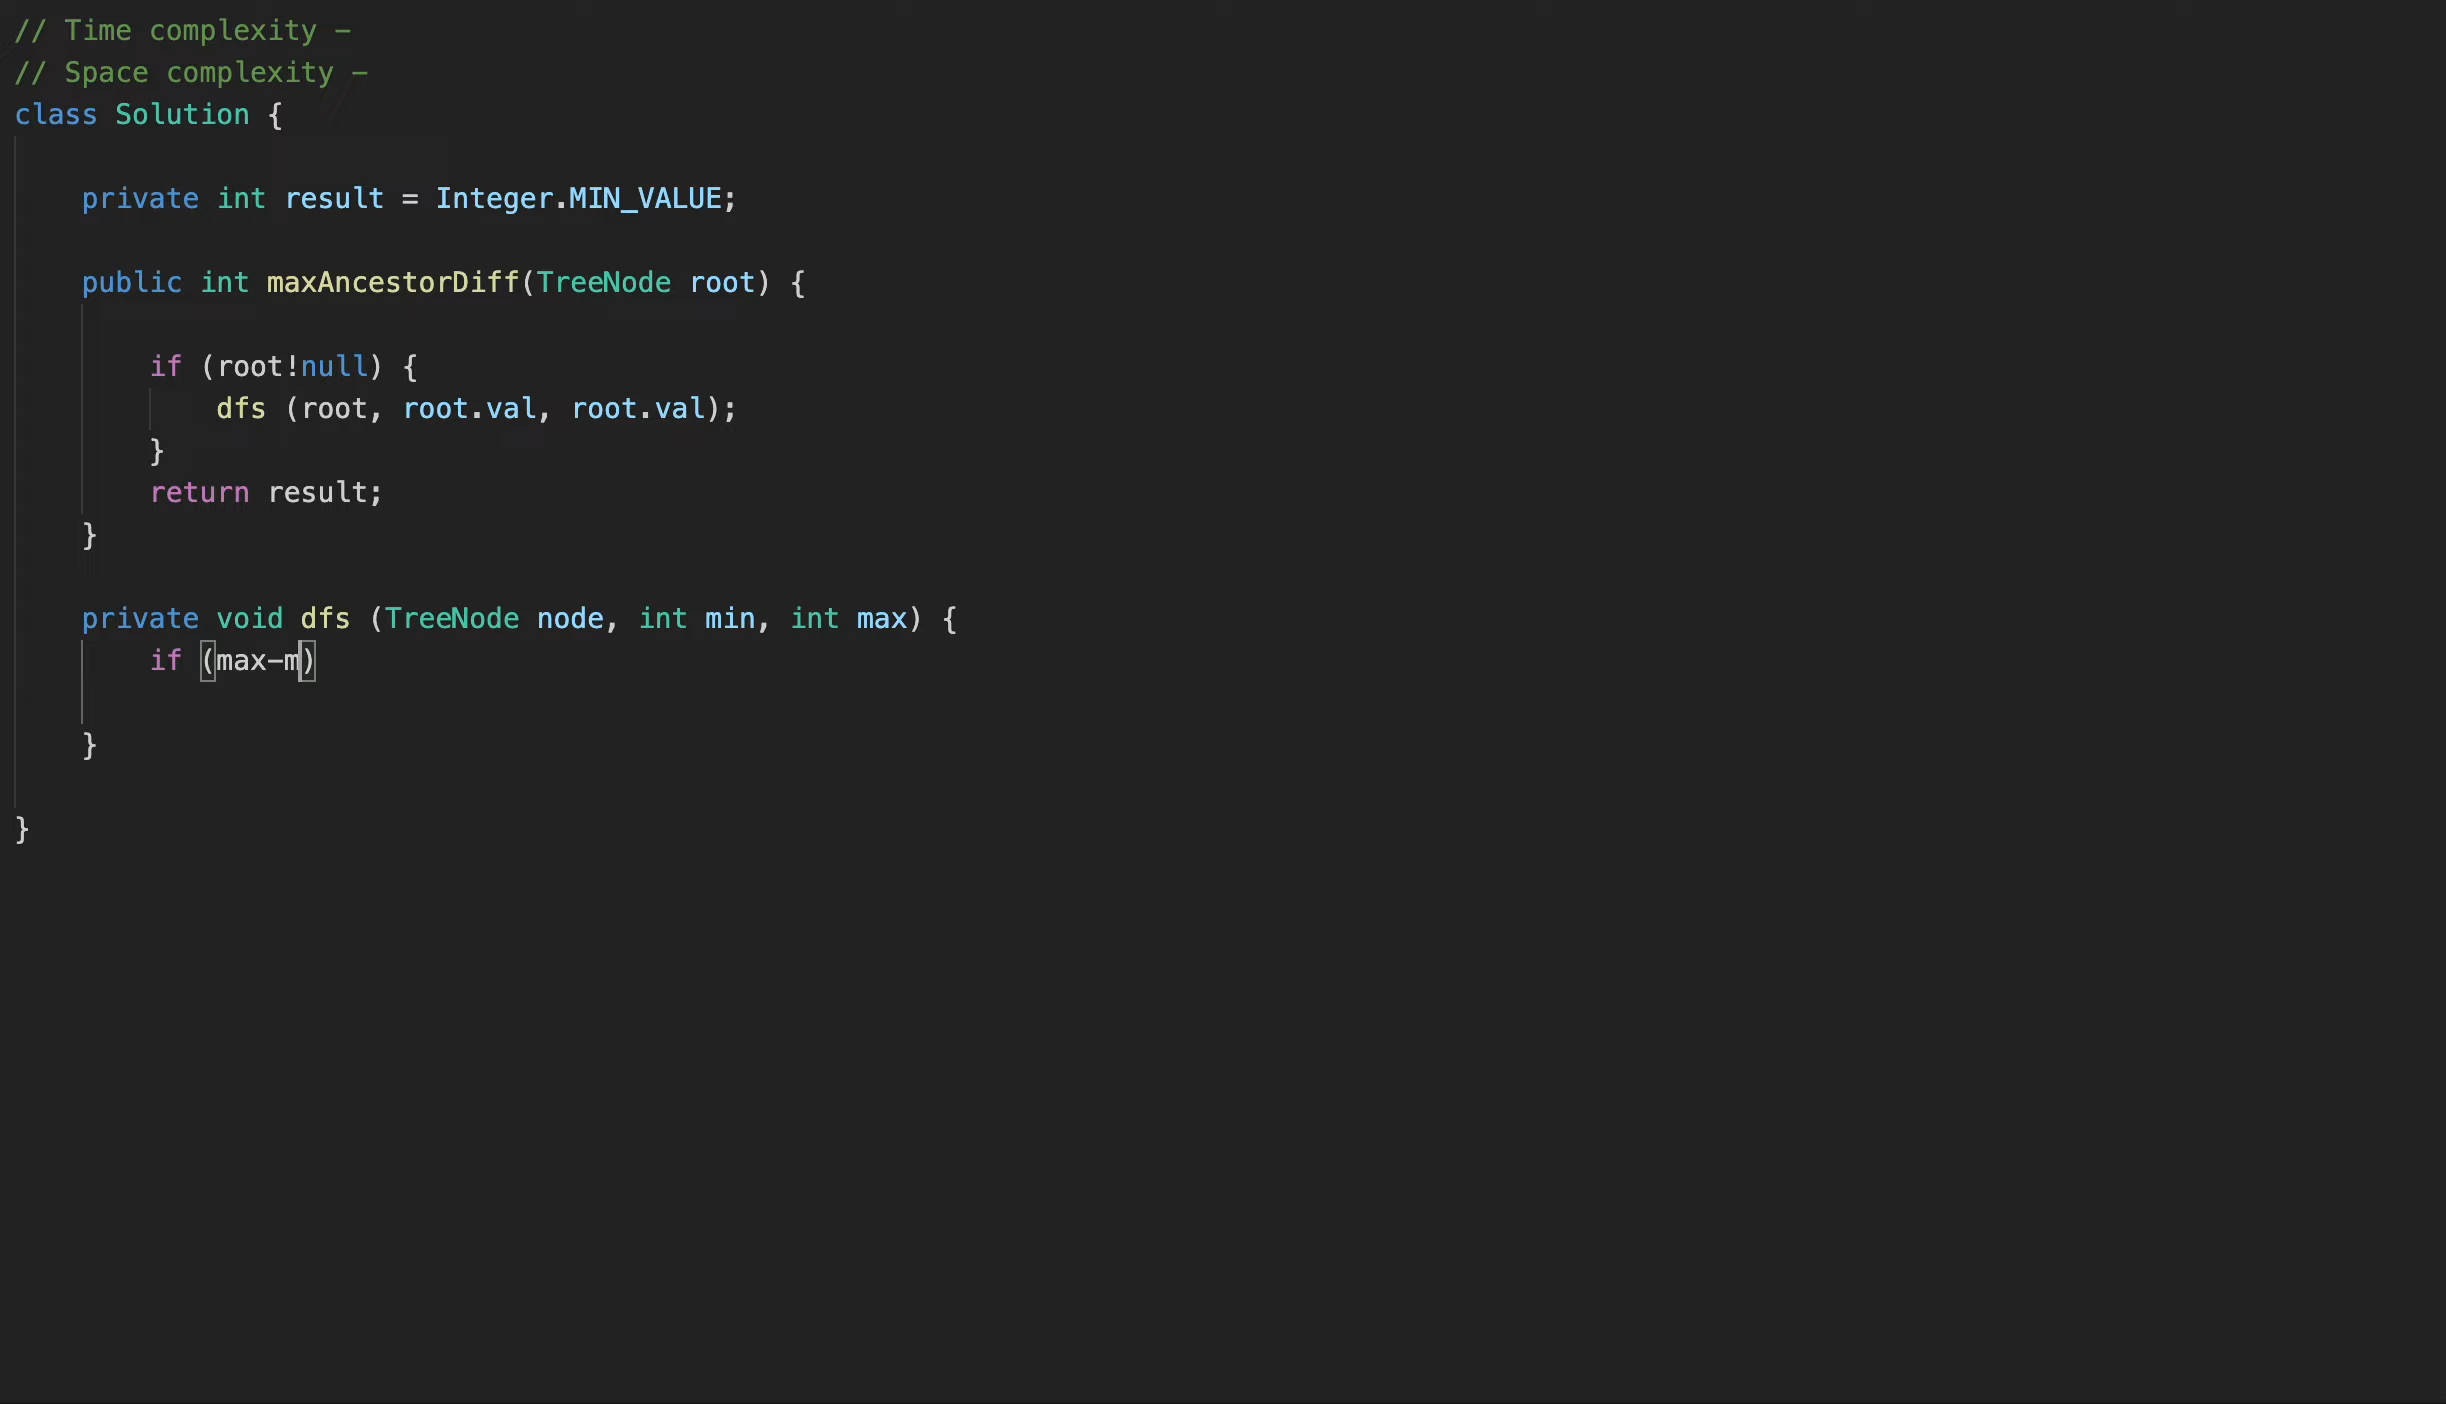 // Time complexity –
// Space complexity –
class Solution {
private int result = Integer.MIN_VALUE;
public int maxAncestorDiff(TreeNode root) {
if (root!null) {
dfs (root, root.val, root.val);
}
return result;
}
private void dfs (TreeNode node, int min, int max) {
if (max-m)
}
}